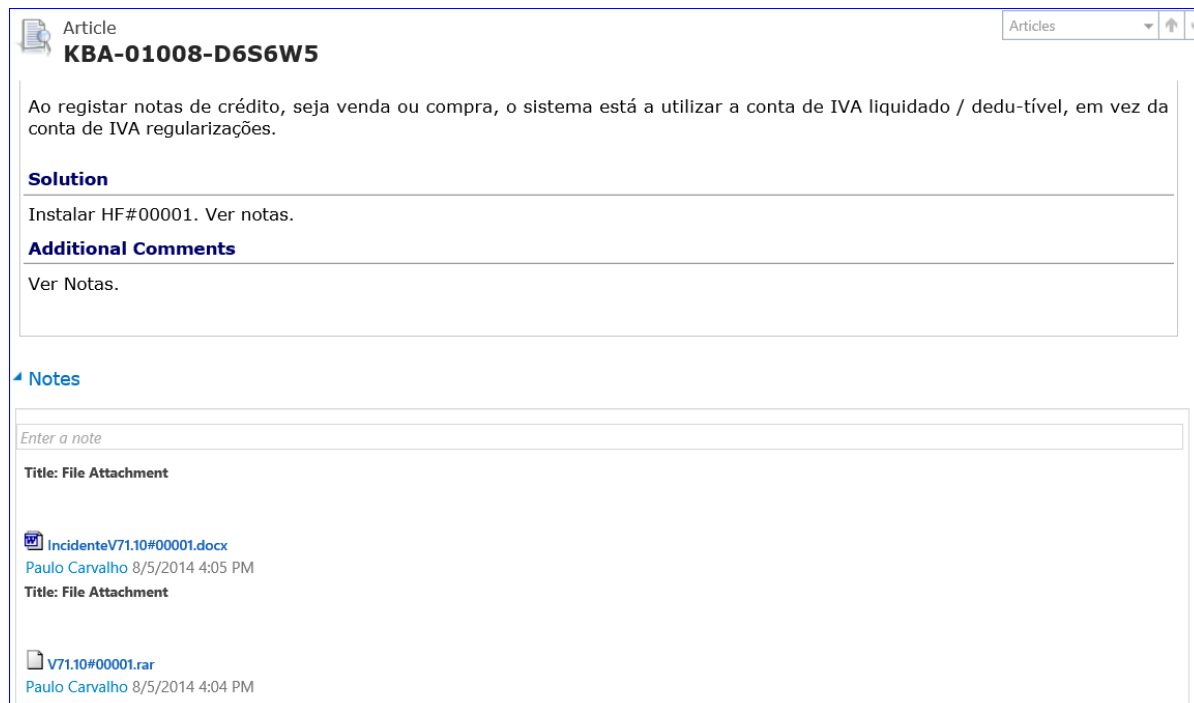 Article
Articles
KBA-01008-D6S6W5
Ao registar notas de crédito, seja venda ou compra, o sistema está a utilizar a conta de IVA liquidado / dedu-tível, em vez da
conta de IVA regularizações.
Solution
Instalar HF#00001. Ver notas.
Additional Comments
Ver Notas.
Notes
Enter a note
Title: File Attachment
IncidenteV71.10#00001.docx
Paulo Carvalho 8/5/2014 4:05 PM
Title: File Attachment
V71.10#00001.rar
Paulo Carvalho 8/5/2014 4:04 PM